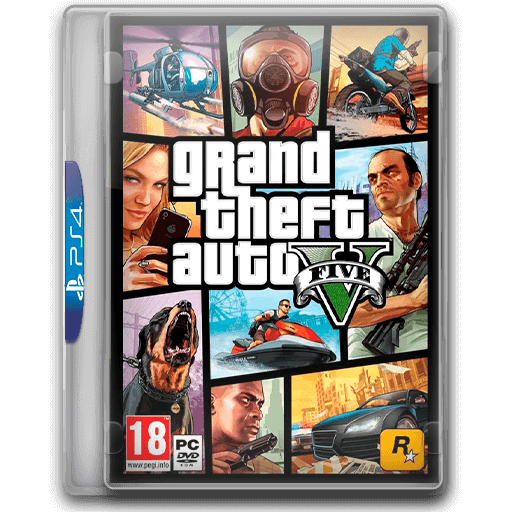 grand
theft
auto
FIVE
V
PS4
18
www.pegi.info
PC
DVD
ROM
R